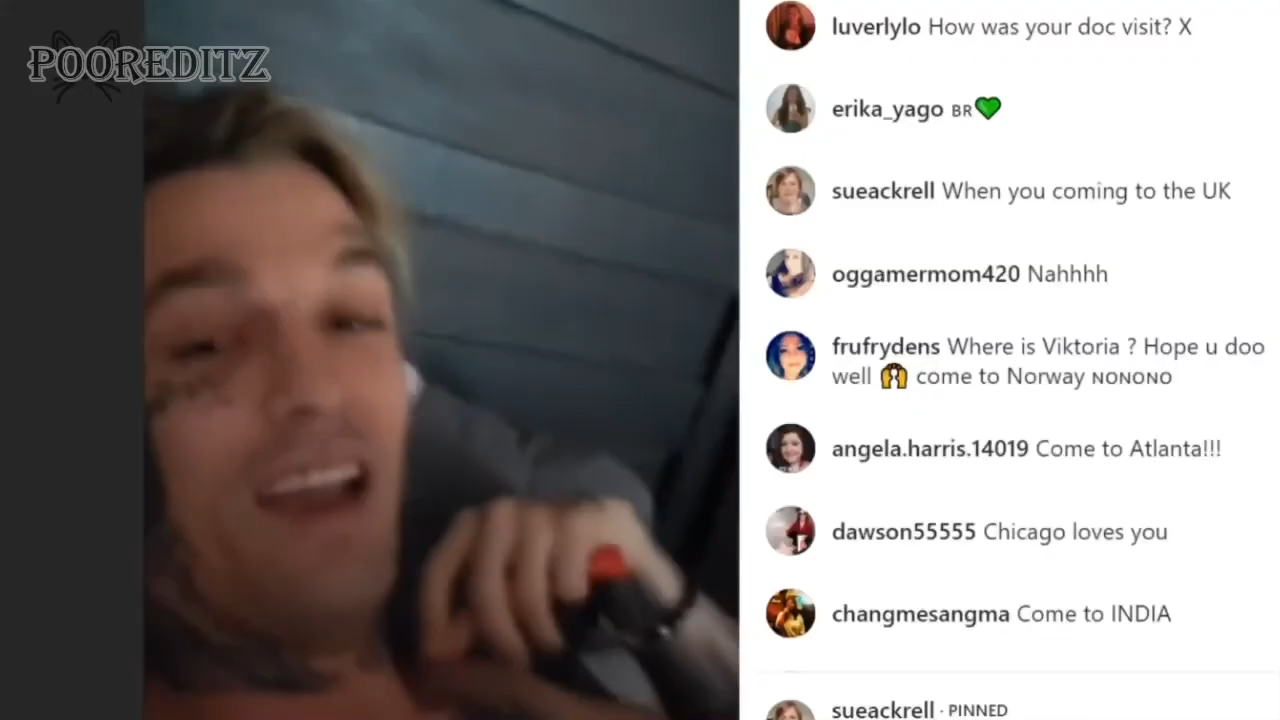 POOREDITZ
luverlylo How was your doc visit? X
erika_yago BR💚
sueackrell When you coming to the UK
oggamermom420 Nahhhh
frufrydens Where is Viktoria ? Hope u doo
well 🙌 come to Norway NONONO
angela.harris.14019 Come to Atlanta!!!
dawson55555 Chicago loves you
changmesangma Come to INDIA
sueackrell · PINNED